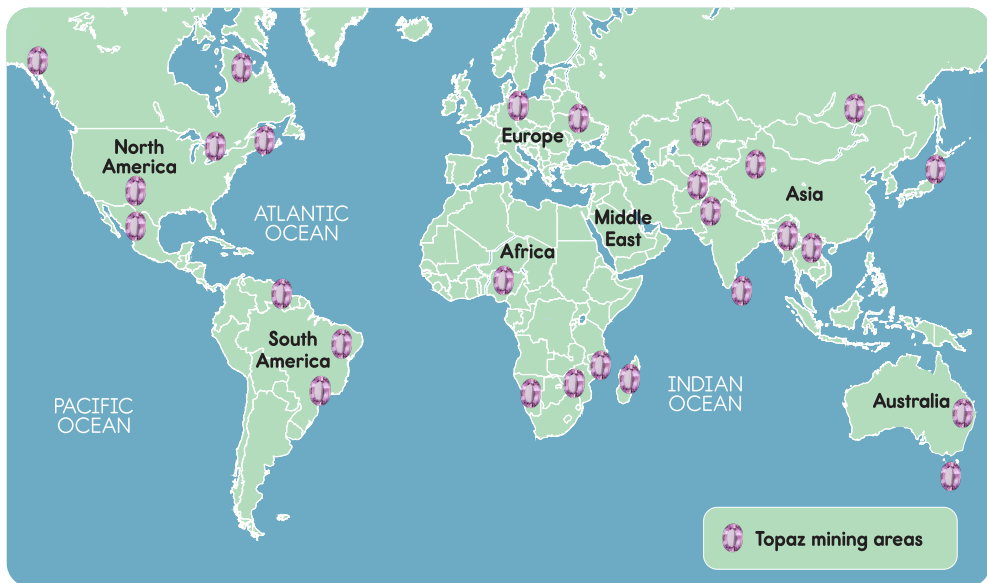 North
America
Europe
Asia
ATLANTIC
OCEAN
Middle
East
Africa
South
America
PACIFIC
OCEAN
INDIAN
OCEAN
Australia
Topaz mining areas